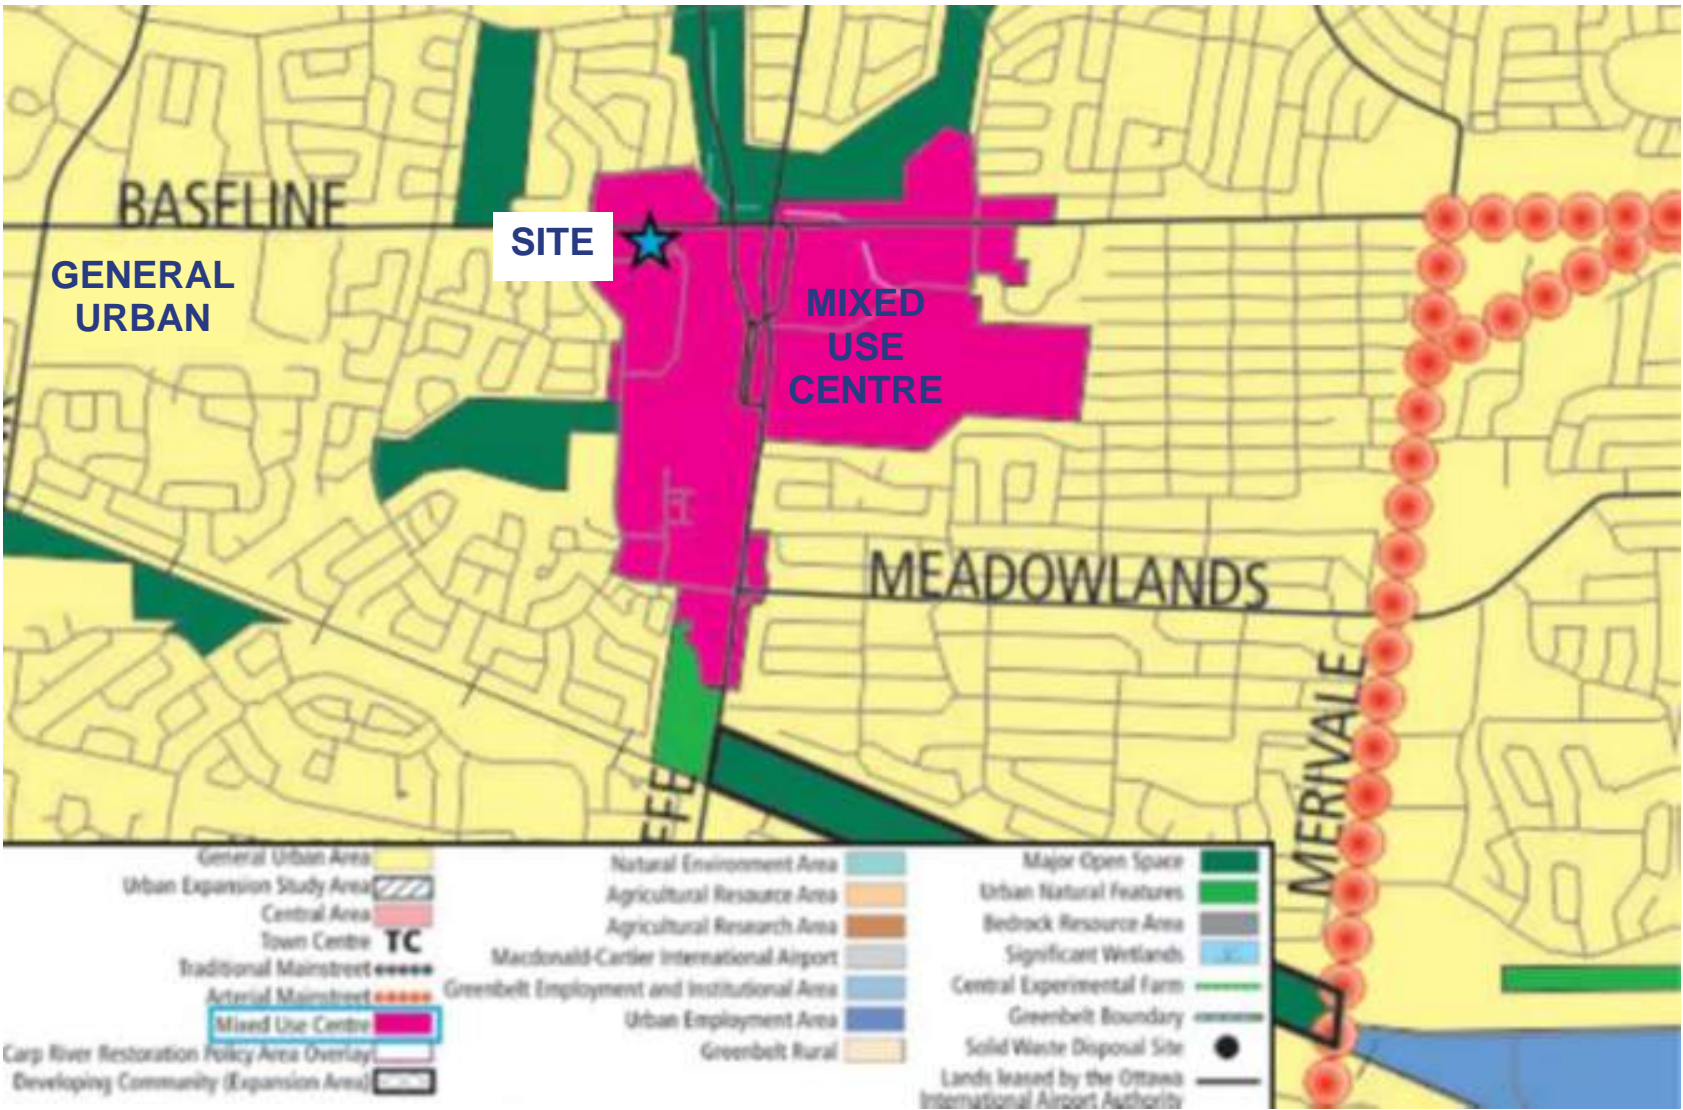 BASELINE
SITE
GENERAL
URBAN
MIXED
USE
CENTRE
MEADOWLANDS
MERIVALE
General Urban Area
Urban Expansion Study Area
Central Area
Town Centre TC
Traditional Mainstreet
Arterial Mainstreet
Mixed Use Centre
Carp River Restoration Policy Area Overlay
Developing Community (Expansion Area)
Natural Environment Area
Agricultural Resource Area
Agricultural Research Area
Macdonald-Cartier International Airport
Greenbelt Employment and Institutional Area
Urban Employment Area
Greenbelt Rural
Major Open Space
Urban Natural Features
Bedrock Resource Area
Significant Wetlands
Central Experimental Farm
Greenbelt Boundary
Solid Waste Disposal Site
Lands leased by the Ottawa
International Airport Authority